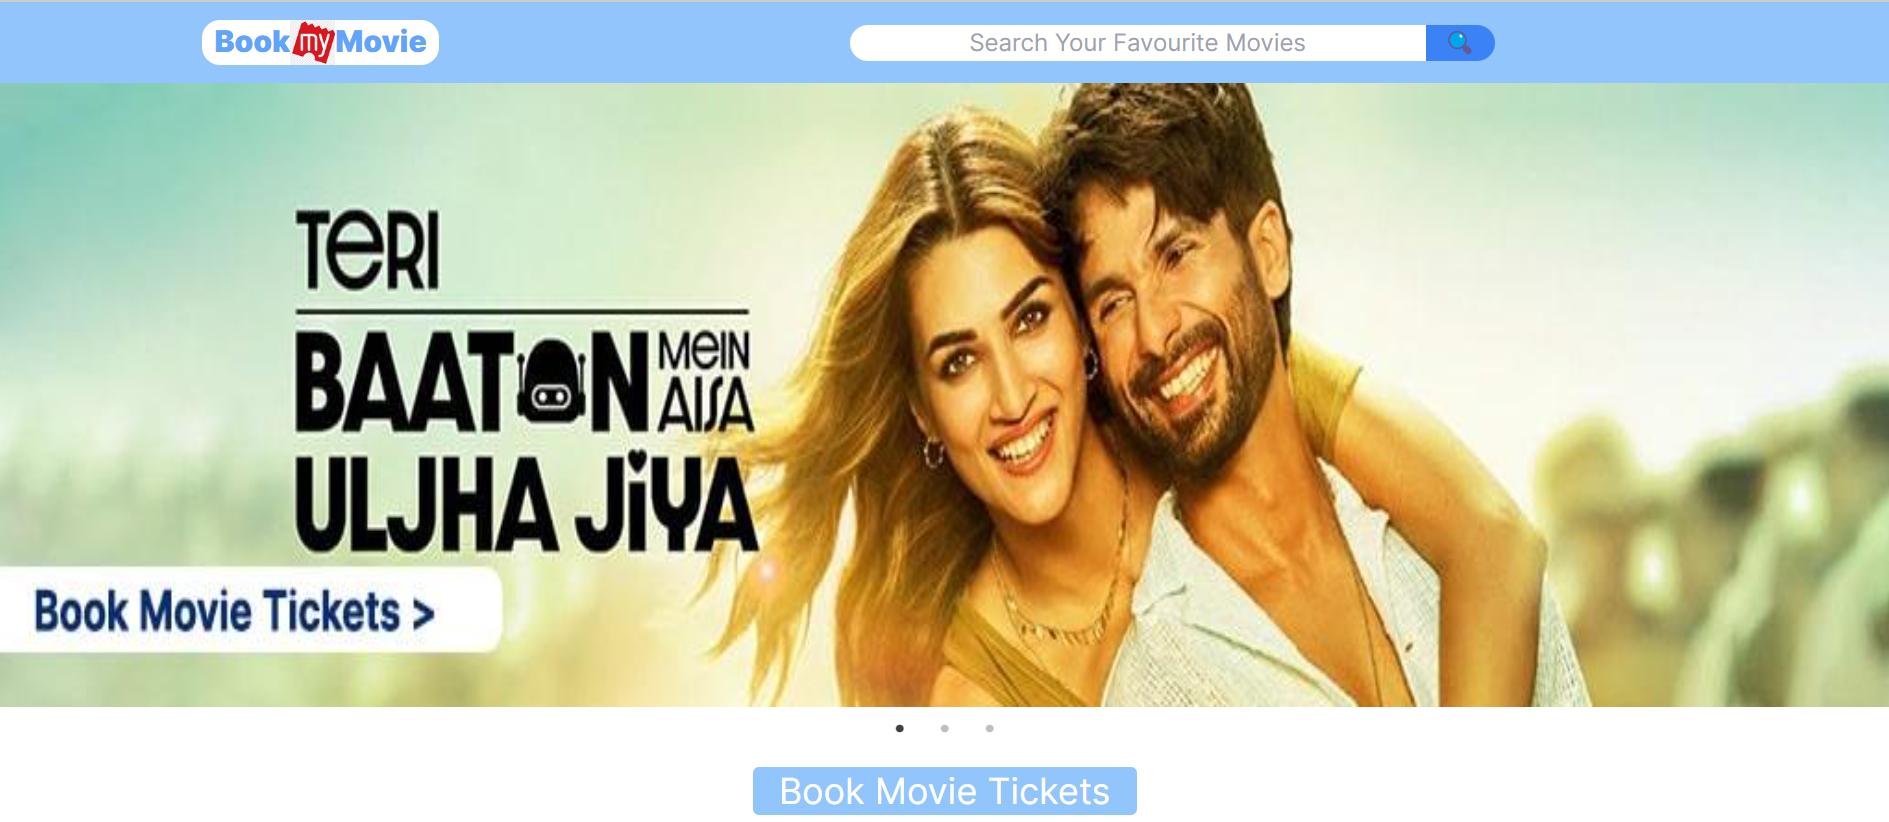 Book my Movie
Search Your Favourite Movies
TeRI
BAATON MeiN
AISA
ULJHA JiYA
Book Movie Tickets >
Book Movie Tickets